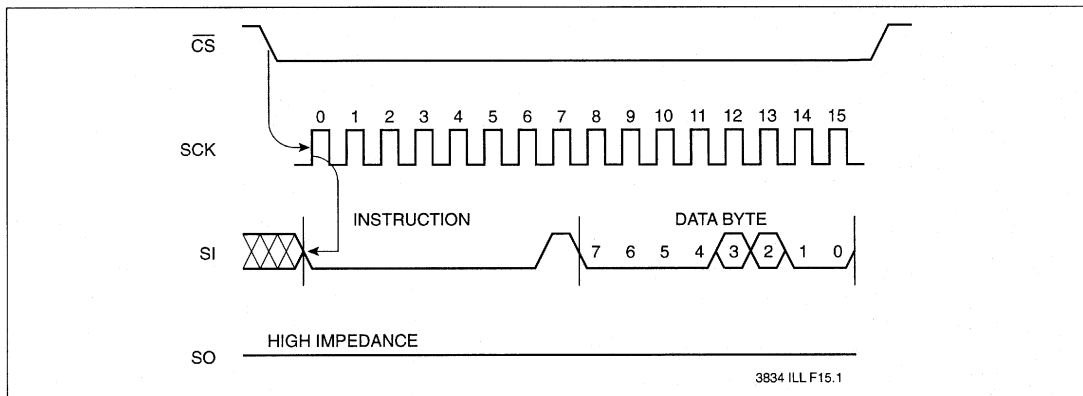 CS
0 1 2 3 4 5 6 7 8 9 10 11 12 13 14 15
SCK
INSTRUCTION DATA BYTE
SI 7 6 5 4 3 2 1 0
HIGH IMPEDANCE
SO
3834 ILL F15.1